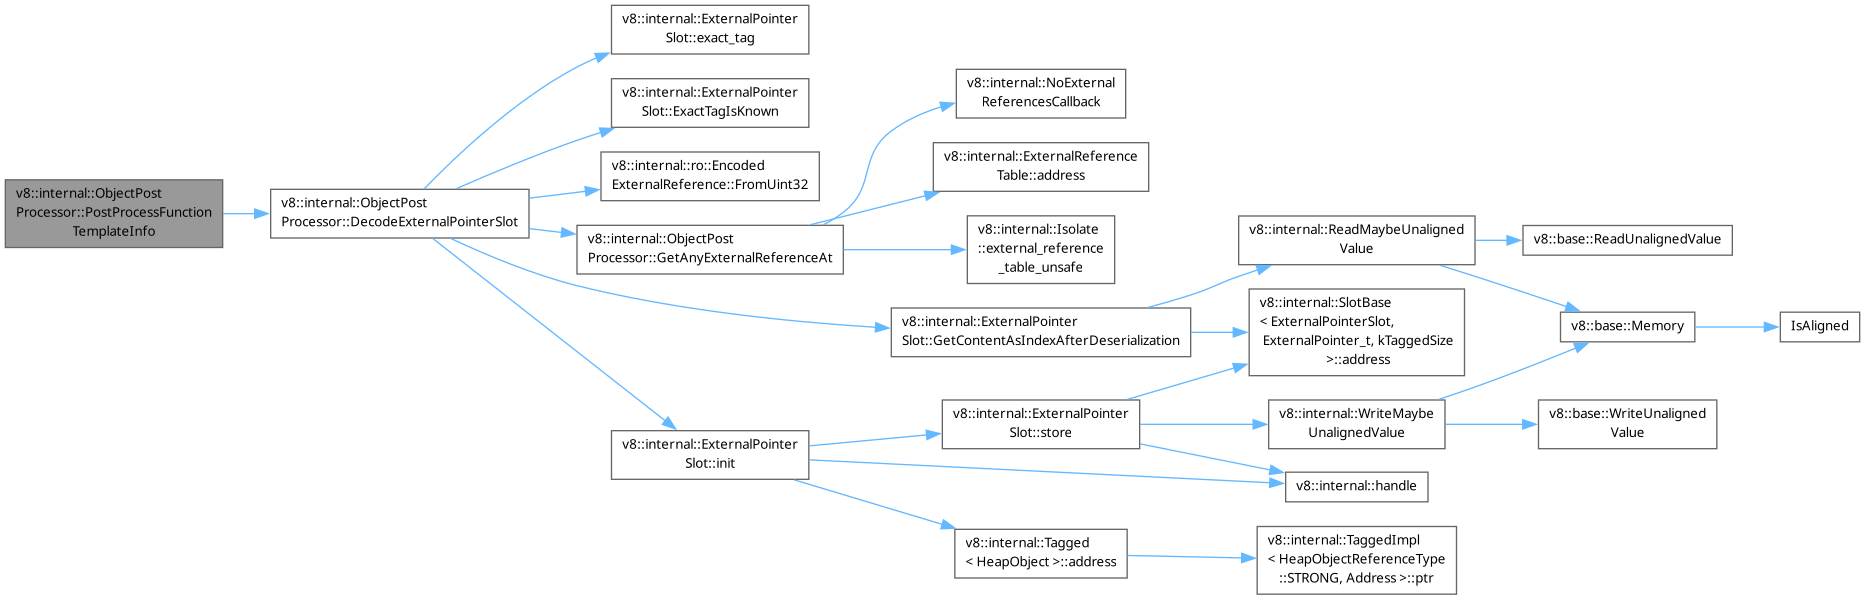 v8::internal::ObjectPost
Processor::PostProcessFunction
TemplateInfo
v8::internal::ObjectPost
Processor::DecodeExternalPointerSlot
v8::internal::ExternalPointer
Slot::exact_tag
v8::internal::ExternalPointer
Slot::ExactTagIsKnown
v8::internal::ro::Encoded
ExternalReference::FromUint32
v8::internal::ObjectPost
Processor::GetAnyExternalReferenceAt
v8::internal::NoExternal
ReferencesCallback
v8::internal::ExternalReference
Table::address
v8::internal::Isolate
::external_reference
_table_unsafe
v8::internal::ExternalPointer
Slot::GetContentAsIndexAfterDeserialization
v8::internal::ReadMaybeUnaligned
Value
v8::base::ReadUnalignedValue
v8::internal::SlotBase
< ExternalPointerSlot,
ExternalPointer_t, kTaggedSize
>::address
v8::base::Memory
IsAligned
v8::internal::ExternalPointer
Slot::init
v8::internal::ExternalPointer
Slot::store
v8::internal::WriteMaybe
UnalignedValue
v8::base::WriteUnaligned
Value
v8::internal::handle
v8::internal::Tagged
< HeapObject >::address
v8::internal::TaggedImpl
< HeapObjectReferenceType
::STRONG, Address >::ptr